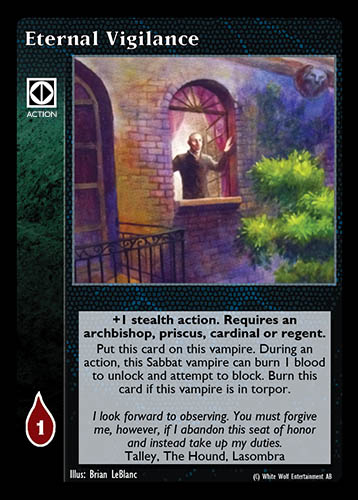 Eternal Vigilance
ACTION
+1 stealth action. Requires an
archbishop, priscus, cardinal or regent.
Put this card on this vampire. During an
action, this Sabbat vampire can burn 1 blood
to unlock and attempt to block. Burn this
card if this vampire is in torpor.
I look forward to observing. You must forgive
me, however, if I abandon this seat of honor
and instead take up my duties.
Talley, The Hound, Lasombra
1
Illus: Brian LeBlanc
(C) White Wolf Entertainment AB